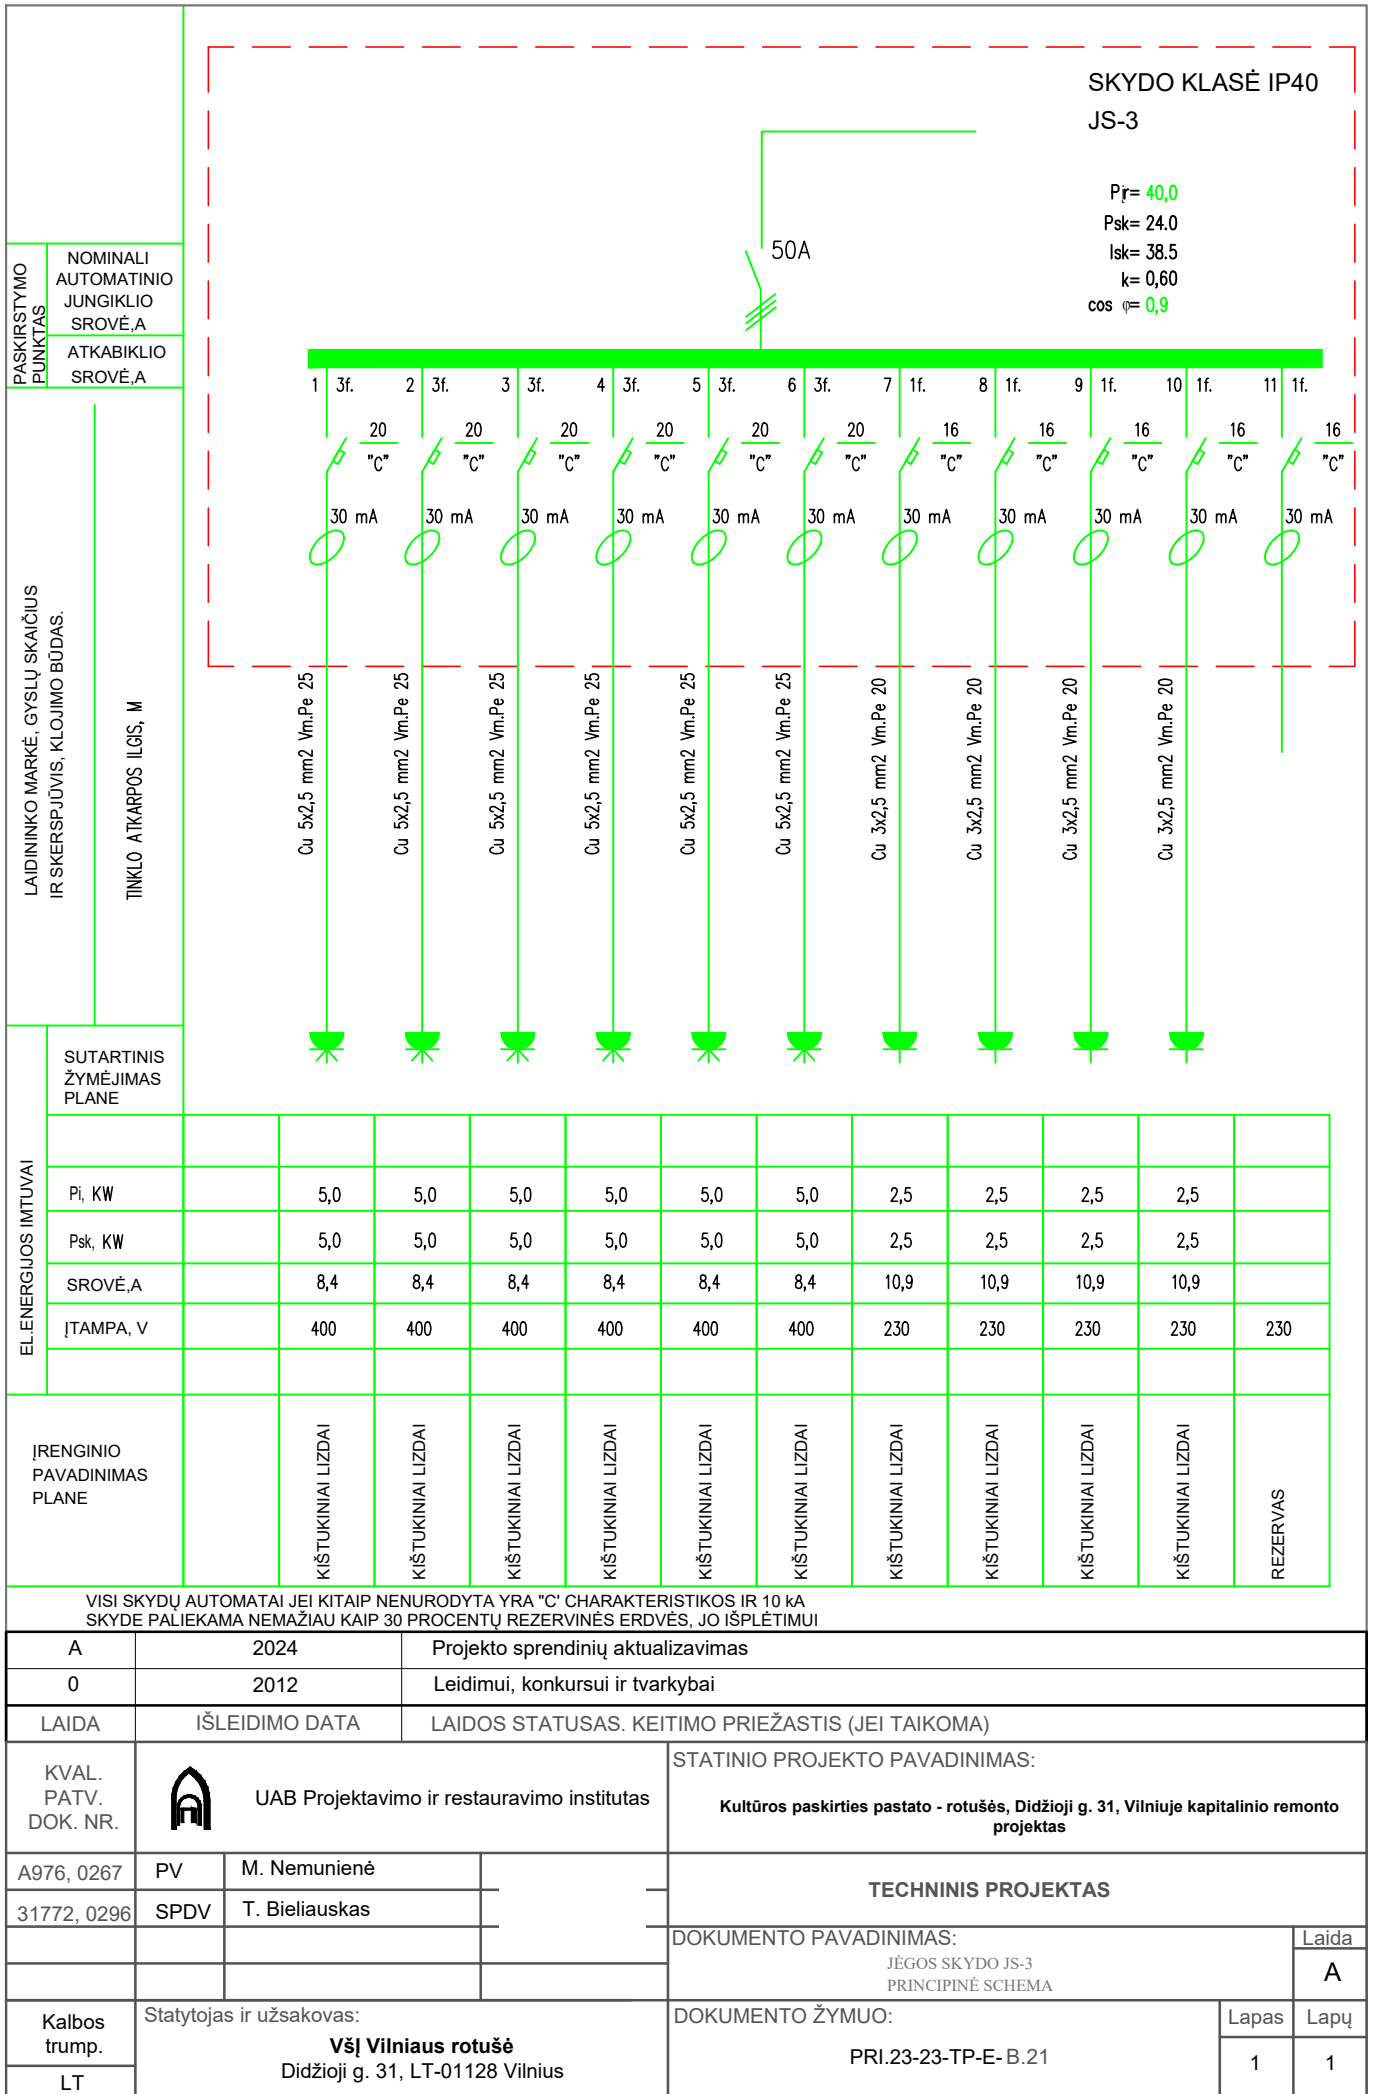 SKYDO KLASĖ IP40
JS-3
Pįr= 40,0
Psk= 24.0
Isk= 38.5
k= 0,60
cos φ= 0,9
50A
PASKIRSTYMO
PUNKTAS
NOMINALI
AUTOMATINIO
JUNGIKLIO
SROVĖ,A
ATKABIKLIO
SROVĖ,A
1 3f. 2 3f. 3 3f. 4 3f. 5 3f. 6 3f. 7 1f. 8 1f. 9 1f. 10 1f. 11 1f.
20 20 20 20 20 20 16 16 16 16 16
"C" "C" "C" "C" "C" "C" "C" "C" "C" "C" "C"
30 mA 30 mA 30 mA 30 mA 30 mA 30 mA 30 mA 30 mA 30 mA 30 mA 30 mA
LAIDININKO MARKĖ, GYSLŲ SKAIČIUS
IR SKERSPJŪVIS, KLOJIMO BŪDAS.
TINKLO ATKARPOS ILGIS, M
Cu 5x2,5 mm2 Vm.Pe 25
Cu 5x2,5 mm2 Vm.Pe 25
Cu 5x2,5 mm2 Vm.Pe 25
Cu 5x2,5 mm2 Vm.Pe 25
Cu 5x2,5 mm2 Vm.Pe 25
Cu 5x2,5 mm2 Vm.Pe 25
Cu 3x2,5 mm2 Vm.Pe 20
Cu 3x2,5 mm2 Vm.Pe 20
Cu 3x2,5 mm2 Vm.Pe 20
Cu 3x2,5 mm2 Vm.Pe 20
EL.ENERGIJOS IMTUVAI
SUTARTINIS
ŽYMĖJIMAS
PLANE
Pi, KW 5,0 5,0 5,0 5,0 5,0 5,0 2,5 2,5 2,5 2,5
Psk, KW 5,0 5,0 5,0 5,0 5,0 5,0 2,5 2,5 2,5 2,5
SROVĖ,A 8,4 8,4 8,4 8,4 8,4 8,4 10,9 10,9 10,9 10,9
ĮTAMPA, V 400 400 400 400 400 400 230 230 230 230 230
ĮRENGINIO
PAVADINIMAS
PLANE
KIŠTUKINIAI LIZDAI
KIŠTUKINIAI LIZDAI
KIŠTUKINIAI LIZDAI
KIŠTUKINIAI LIZDAI
KIŠTUKINIAI LIZDAI
KIŠTUKINIAI LIZDAI
KIŠTUKINIAI LIZDAI
KIŠTUKINIAI LIZDAI
KIŠTUKINIAI LIZDAI
KIŠTUKINIAI LIZDAI
REZERVAS
VISI SKYDŲ AUTOMATAI JEI KITAIP NENURODYTA YRA "C' CHARAKTERISTIKOS IR 10 kA
SKYDE PALIEKAMA NEMAŽIAU KAIP 30 PROCENTŲ REZERVINĖS ERDVĖS, JO IŠPLĖTIMUI
A 2024 Projekto sprendinių aktualizavimas
0 2012 Leidimui, konkursui ir tvarkybai
LAIDA IŠLEIDIMO DATA LAIDOS STATUSAS. KEITIMO PRIEŽASTIS (JEI TAIKOMA)
KVAL.
PATV.
DOK. NR.
UAB Projektavimo ir restauravimo institutas
STATINIO PROJEKTO PAVADINIMAS:
Kultūros paskirties pastato - rotušės, Didžioji g. 31, Vilniuje kapitalinio remonto
projektas
A976, 0267 PV M. Nemunienė
31772, 0296 SPDV T. Bieliauskas
TECHNINIS PROJEKTAS
DOKUMENTO PAVADINIMAS:
JĖGOS SKYDO JS-3
PRINCIPINĖ SCHEMA
Laida
A
Kalbos
trump.
LT
Statytojas ir užsakovas:
VšĮ Vilniaus rotušė
Didžioji g. 31, LT-01128 Vilnius
DOKUMENTO ŽYMUO:
PRI.23-23-TP-E-B.21
Lapas Lapų
1 1